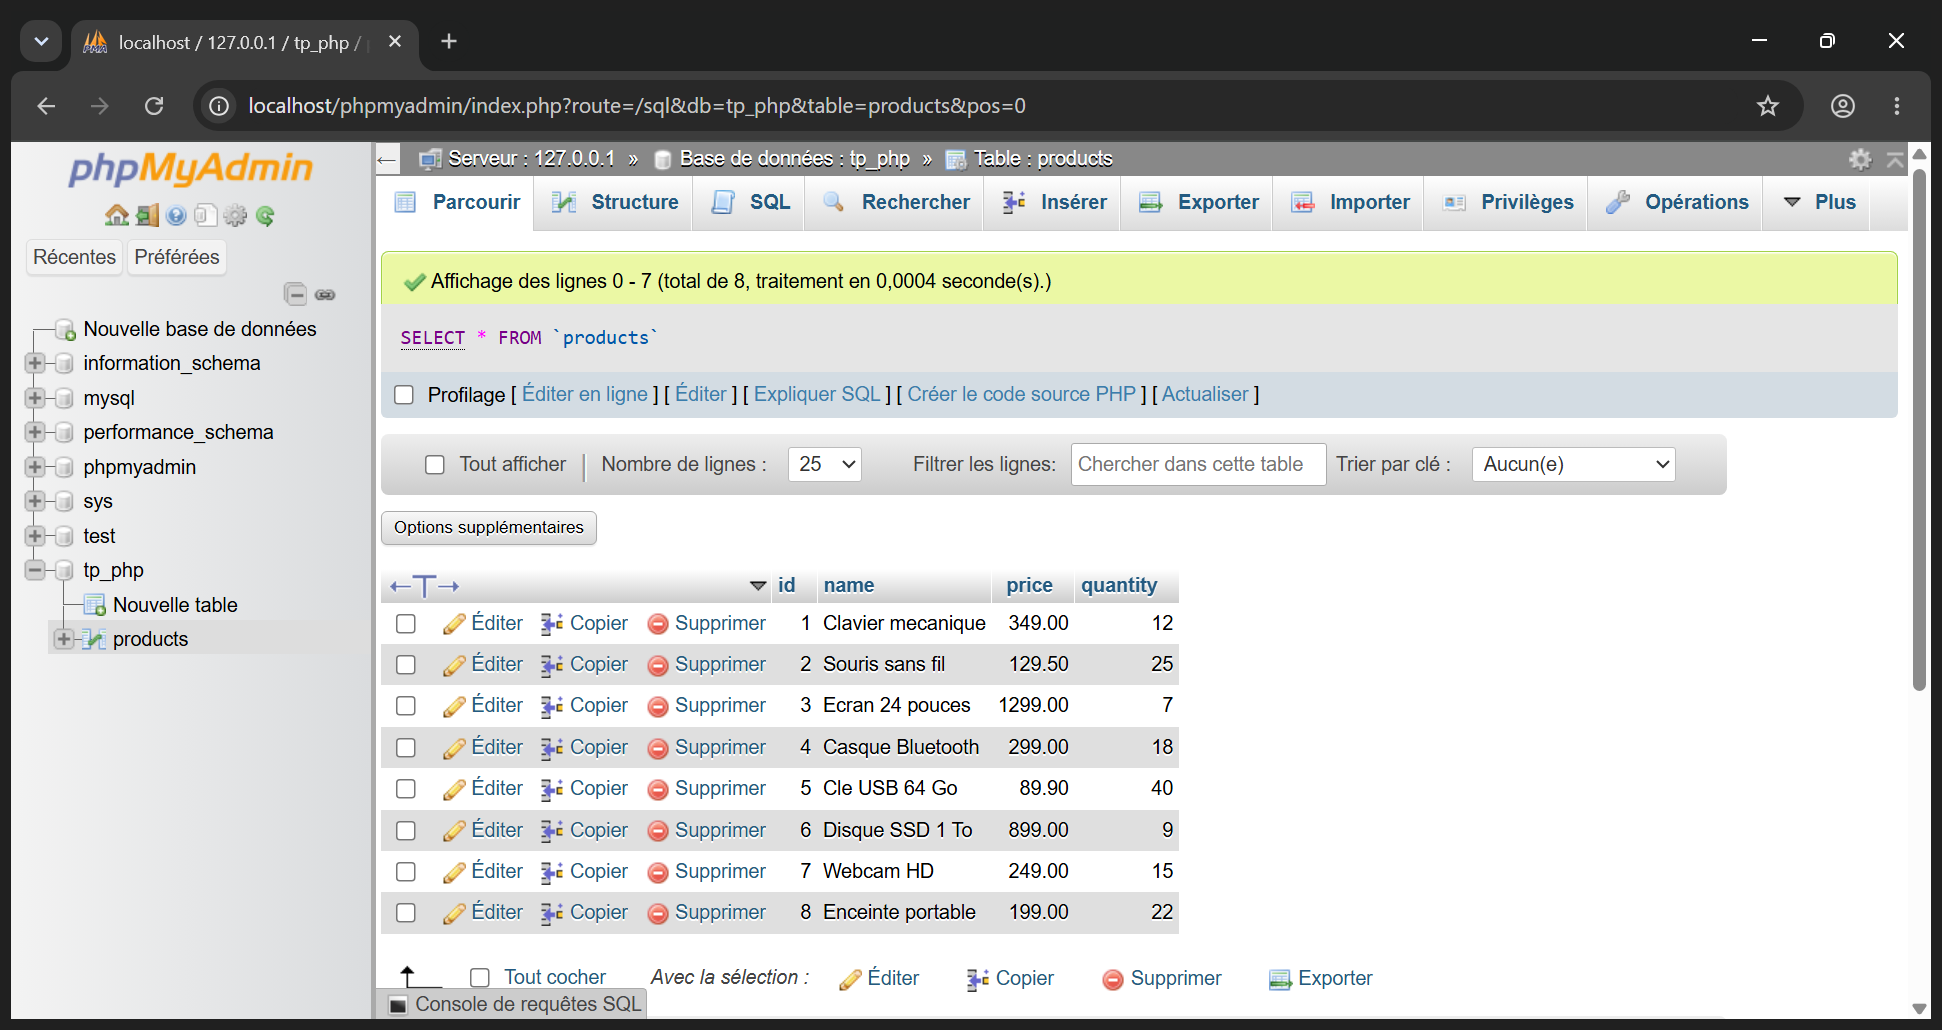 localhost / 127.0.0.1 / tp_php /
localhost/phpmyadmin/index.php?route=/sql&db=tp_php&table=products&pos=0
phpMyAdmin
Récentes Préférées
Nouvelle base de données
information_schema
mysql
performance_schema
phpmyadmin
sys
test
tp_php
Nouvelle table
products
Serveur : 127.0.0.1 » Base de données : tp_php » Table : products
Parcourir Structure SQL Rechercher Insérer Exporter Importer Privilèges Opérations Plus
Affichage des lignes 0 - 7 (total de 8, traitement en 0,0004 seconde(s).)
SELECT * FROM `products`
Profilage [ Éditer en ligne ] [ Éditer ] [ Expliquer SQL ] [ Créer le code source PHP ] [ Actualiser ]
Tout afficher Nombre de lignes : 25 Filtrer les lignes: Chercher dans cette table Trier par clé : Aucun(e)
Options supplémentaires
←T→ id name price quantity
Éditer Copier Supprimer 1 Clavier mecanique 349.00 12
Éditer Copier Supprimer 2 Souris sans fil 129.50 25
Éditer Copier Supprimer 3 Ecran 24 pouces 1299.00 7
Éditer Copier Supprimer 4 Casque Bluetooth 299.00 18
Éditer Copier Supprimer 5 Cle USB 64 Go 89.90 40
Éditer Copier Supprimer 6 Disque SSD 1 To 899.00 9
Éditer Copier Supprimer 7 Webcam HD 249.00 15
Éditer Copier Supprimer 8 Enceinte portable 199.00 22
Tout cocher Avec la sélection : Éditer Copier Supprimer Exporter
Console de requêtes SQL